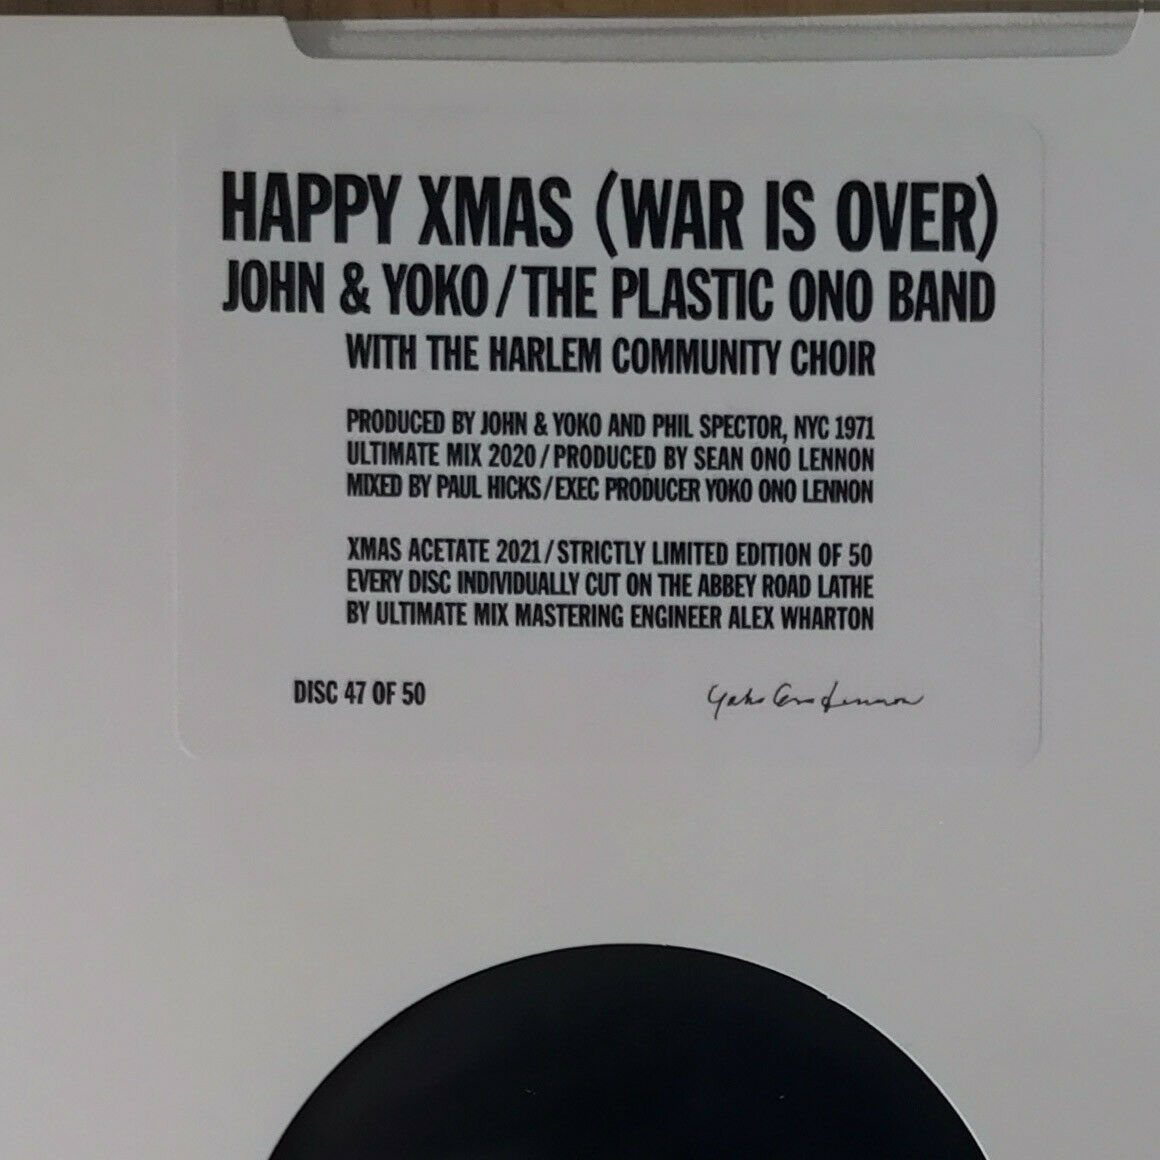 HAPPY XMAS (WAR IS OVER)
JOHN & YOKO/THE PLASTIC ONO BAND
WITH THE HARLEM COMMUNITY CHOIR
PRODUCED BY JOHN & YOKO AND PHIL SPECTOR, NYC 1971
ULTIMATE MIX 2020/PRODUCED BY SEAN ONO LENNON
MIXED BY PAUL HICKS/EXEC PRODUCER YOKO ONO LENNON
XMAS ACETATE 2021/STRICTLY LIMITED EDITION OF 50
EVERY DISC INDIVIDUALLY CUT ON THE ABBEY ROAD LATHE
BY ULTIMATE MIX MASTERING ENGINEER ALEX WHARTON
DISC 47 OF 50
Yoko Ono Lennon